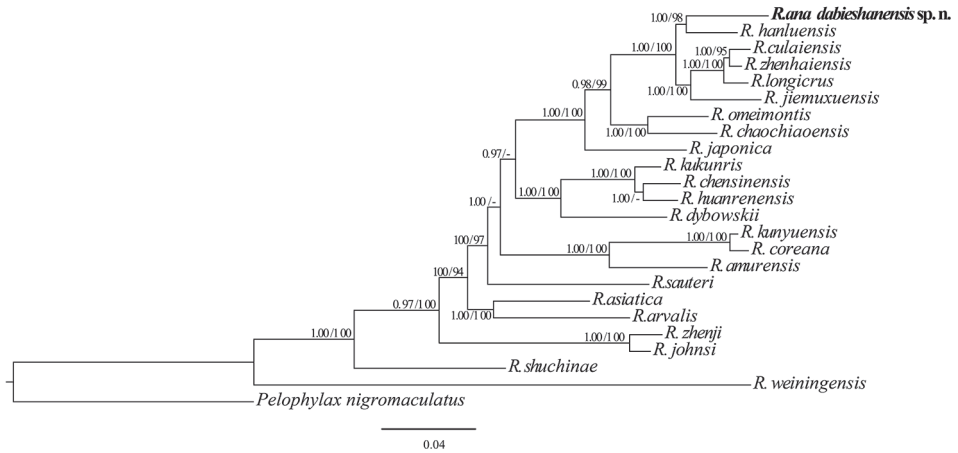 1.00/98
R.ana dabieshanensis sp. n.
R. hanluensis
1.00/100
1.00/95
R.culaiensis
1.00/100
R.zhenhaiensis
R.longicrus
0.98/99
1.00/100
R. jiemuxuensis
R. omeimontis
1.00/100
1.00/100
R. chaochiaoensis
R. japonica
0.97/-
R. kukunris
1.00/100
R. chensinensis
1.00/100
1.00/-
R. huanrenensis
R. dybowskii
1.00/-
R. kunyuensis
1.00/100
100/97
1.00/100
R. coreana
R. amurensis
100/94
R.sauteri
R.asiatica
0.97/100
1.00/100
R.arvalis
1.00/100
R. zhenji
1.00/100
R. johnsi
R. shuchinae
R. weiningensis
Pelophylax nigromaculatus
0.04